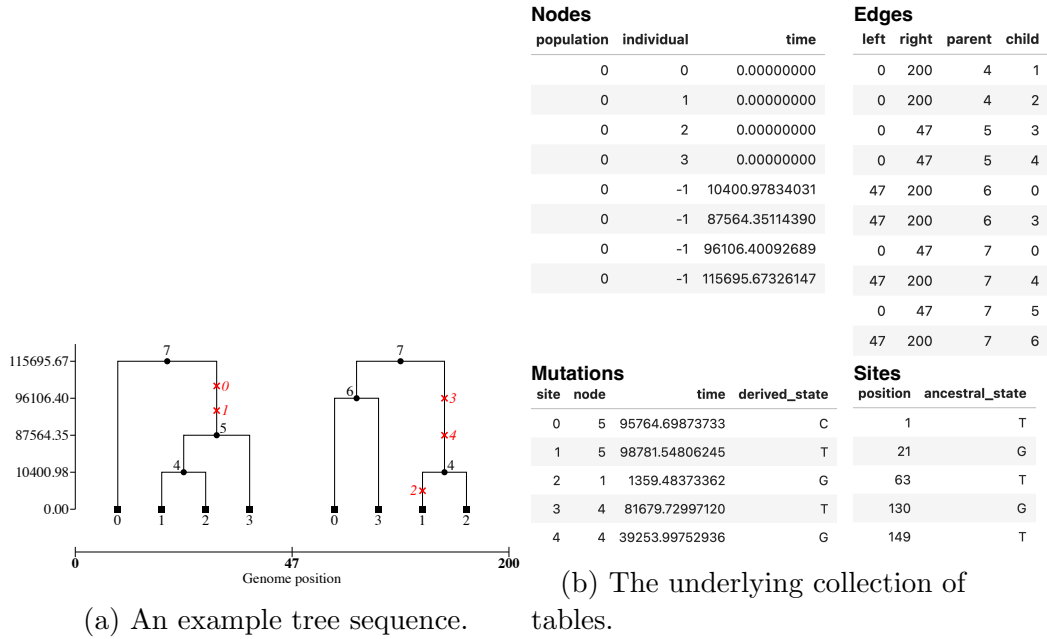 Nodes
population individual time
0 0 0.00000000
0 1 0.00000000
0 2 0.00000000
0 3 0.00000000
0 -1 10400.97834031
0 -1 87564.35114390
0 -1 96106.40092689
0 -1 115695.67326147
Edges
left right parent child
0 200 4 1
0 200 4 2
0 47 5 3
0 47 5 4
47 200 6 0
47 200 6 3
0 47 7 0
47 200 7 4
0 47 7 5
47 200 7 6
7 7
115695.67
0
6
96106.40 3
1
5
87564.35 4
4 4
10400.98
2
0.00
0 1 2 3 0 3 1 2
0 47 200
Genome position
(a) An example tree sequence.
Mutations
site node time derived_state
0 5 95764.69873733 C
1 5 98781.54806245 T
2 1 1359.48373362 G
3 4 81679.72997120 T
4 4 39253.99752936 G
Sites
position ancestral_state
1 T
21 G
63 T
130 G
149 T
(b) The underlying collection of
tables.